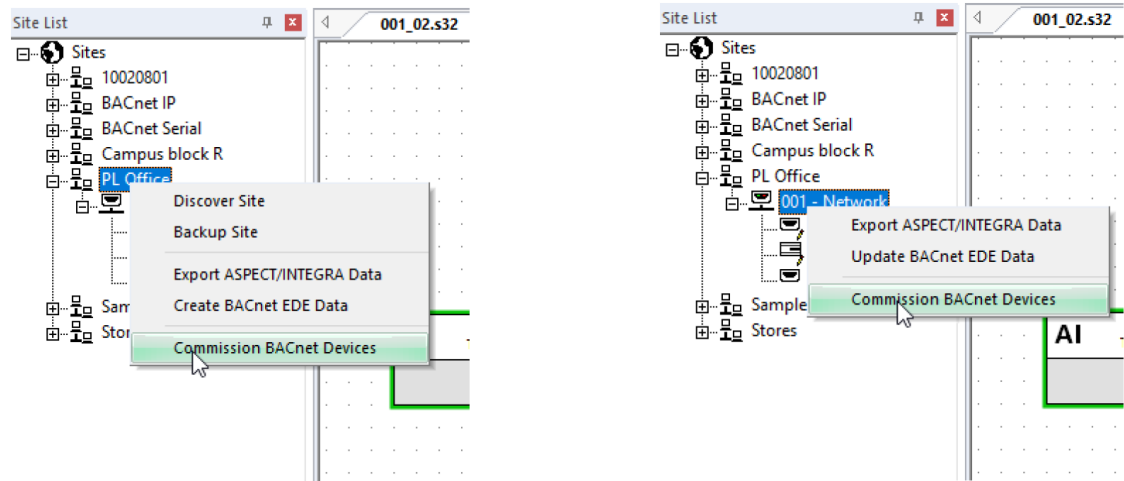 Site List
001_02.s32
Sites
10020801
BACnet IP
BACnet Serial
Campus block R
PL Office
Discover Site
Backup Site
Export ASPECT/INTEGRA Data
Create BACnet EDE Data
Sam
Stor
Commission BACnet Devices
Site List
001_02.s32
Sites
10020801
BACnet IP
BACnet Serial
Campus block R
PL Office
001 - Network
Export ASPECT/INTEGRA Data
Update BACnet EDE Data
Sample
Commission BACnet Devices
Stores
AI